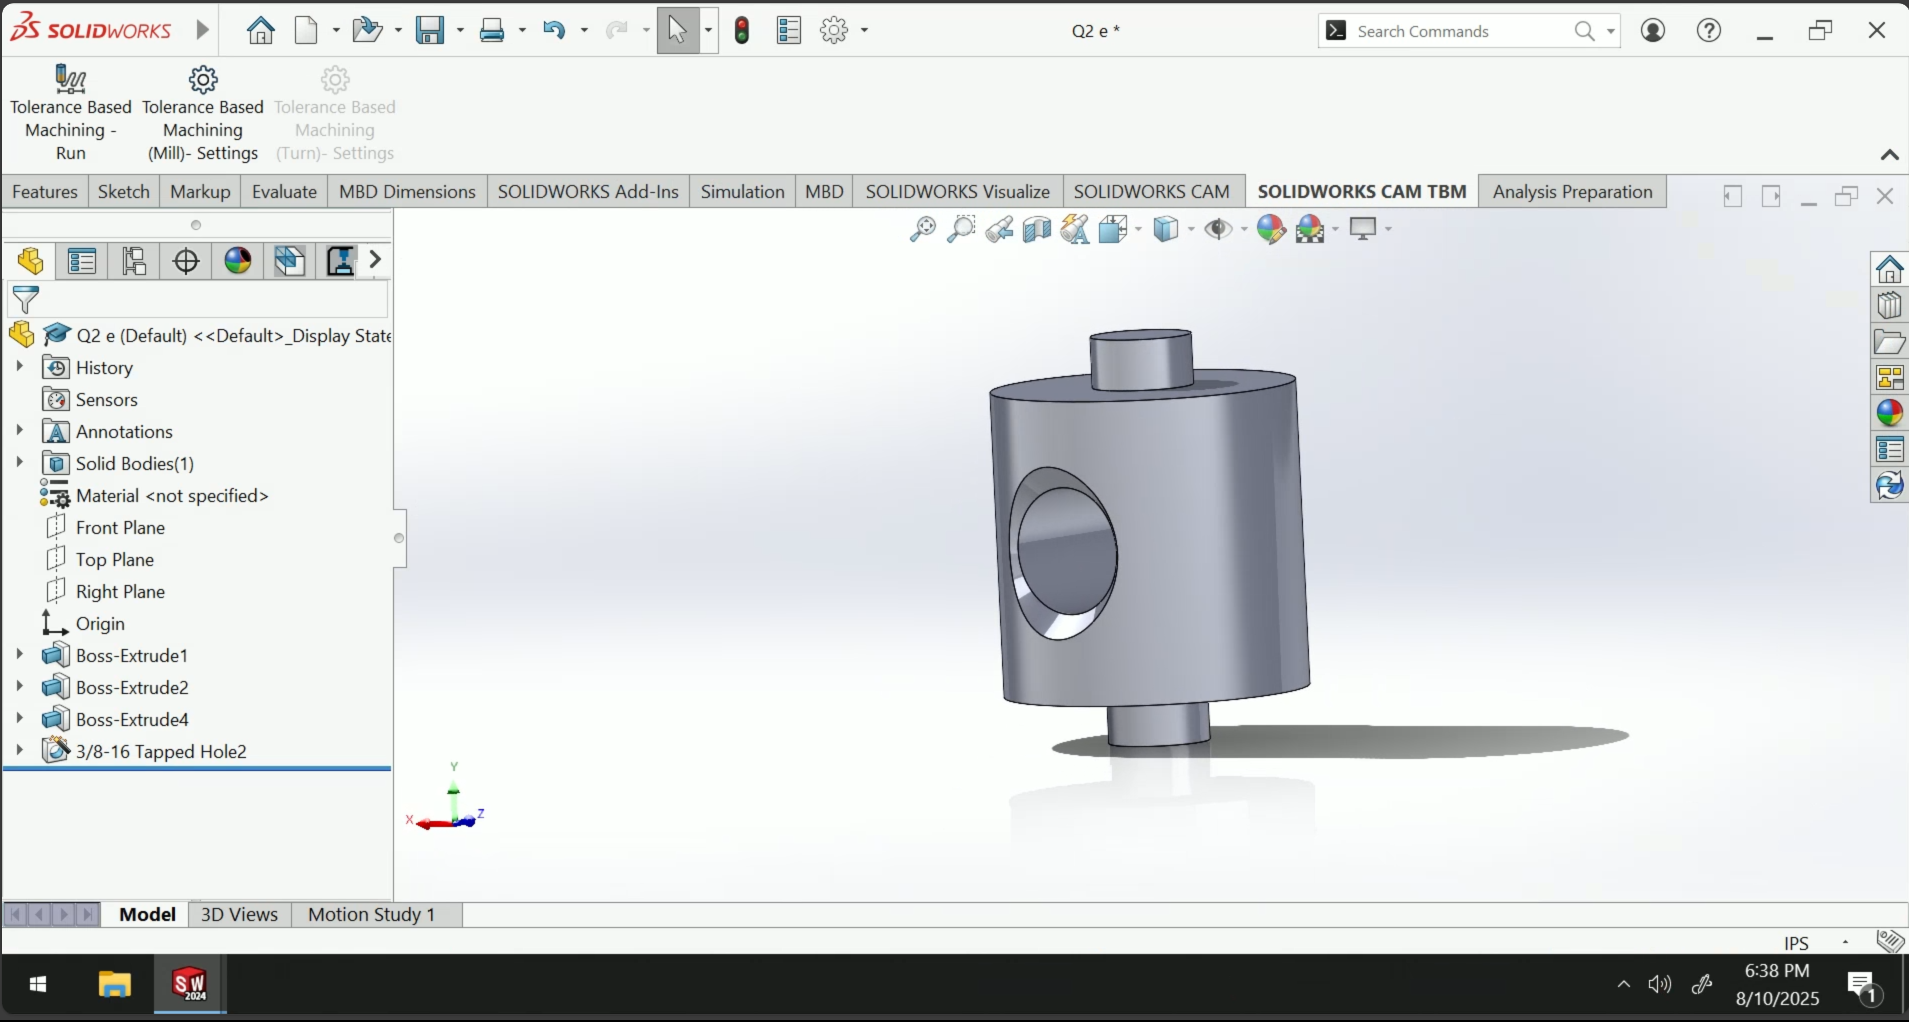 SOLIDWORKS
Q2 e *
Search Commands
Tolerance Based
Machining -
Run
Tolerance Based
Machining
(Mill)- Settings
Tolerance Based
Machining
(Turn)- Settings
Features
Sketch
Markup
Evaluate
MBD Dimensions
SOLIDWORKS Add-Ins
Simulation
MBD
SOLIDWORKS Visualize
SOLIDWORKS CAM
SOLIDWORKS CAM TBM
Analysis Preparation
Q2 e (Default) <<Default>_Display State
History
Sensors
Annotations
Solid Bodies(1)
Material <not specified>
Front Plane
Top Plane
Right Plane
Origin
Boss-Extrude1
Boss-Extrude2
Boss-Extrude4
3/8-16 Tapped Hole2
Y
X
Z
Model
3D Views
Motion Study 1
IPS
SW
2024
6:38 PM
8/10/2025
1